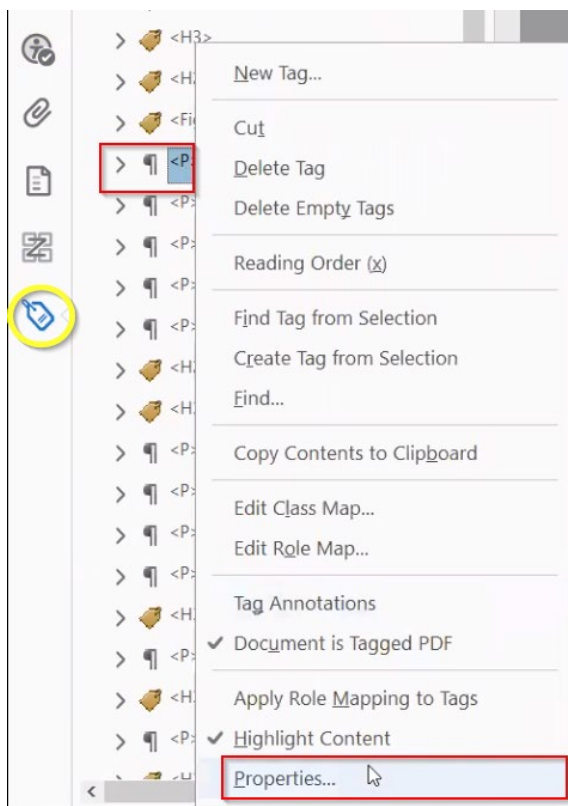 <H3>
New Tag...
Cut
<P
Delete Tag
<P
Delete Empty Tags
<P
Reading Order (x)
<P
Find Tag from Selection
<P
Create Tag from Selection
Find...
<P>
Copy Contents to Clipboard
<P>
Edit Class Map...
<P>
Edit Role Map...
<P
Tag Annotations
<P
Document is Tagged PDF
Apply Role Mapping to Tags
<P
Highlight Content
Properties...